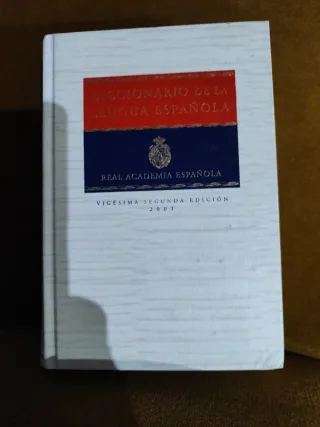 DICCIONARIO DE LA
LENGUA ESPAÑOLA
REAL ACADEMIA ESPAÑOLA
VIGÉSIMA SEGUNDA EDICIÓN
2001